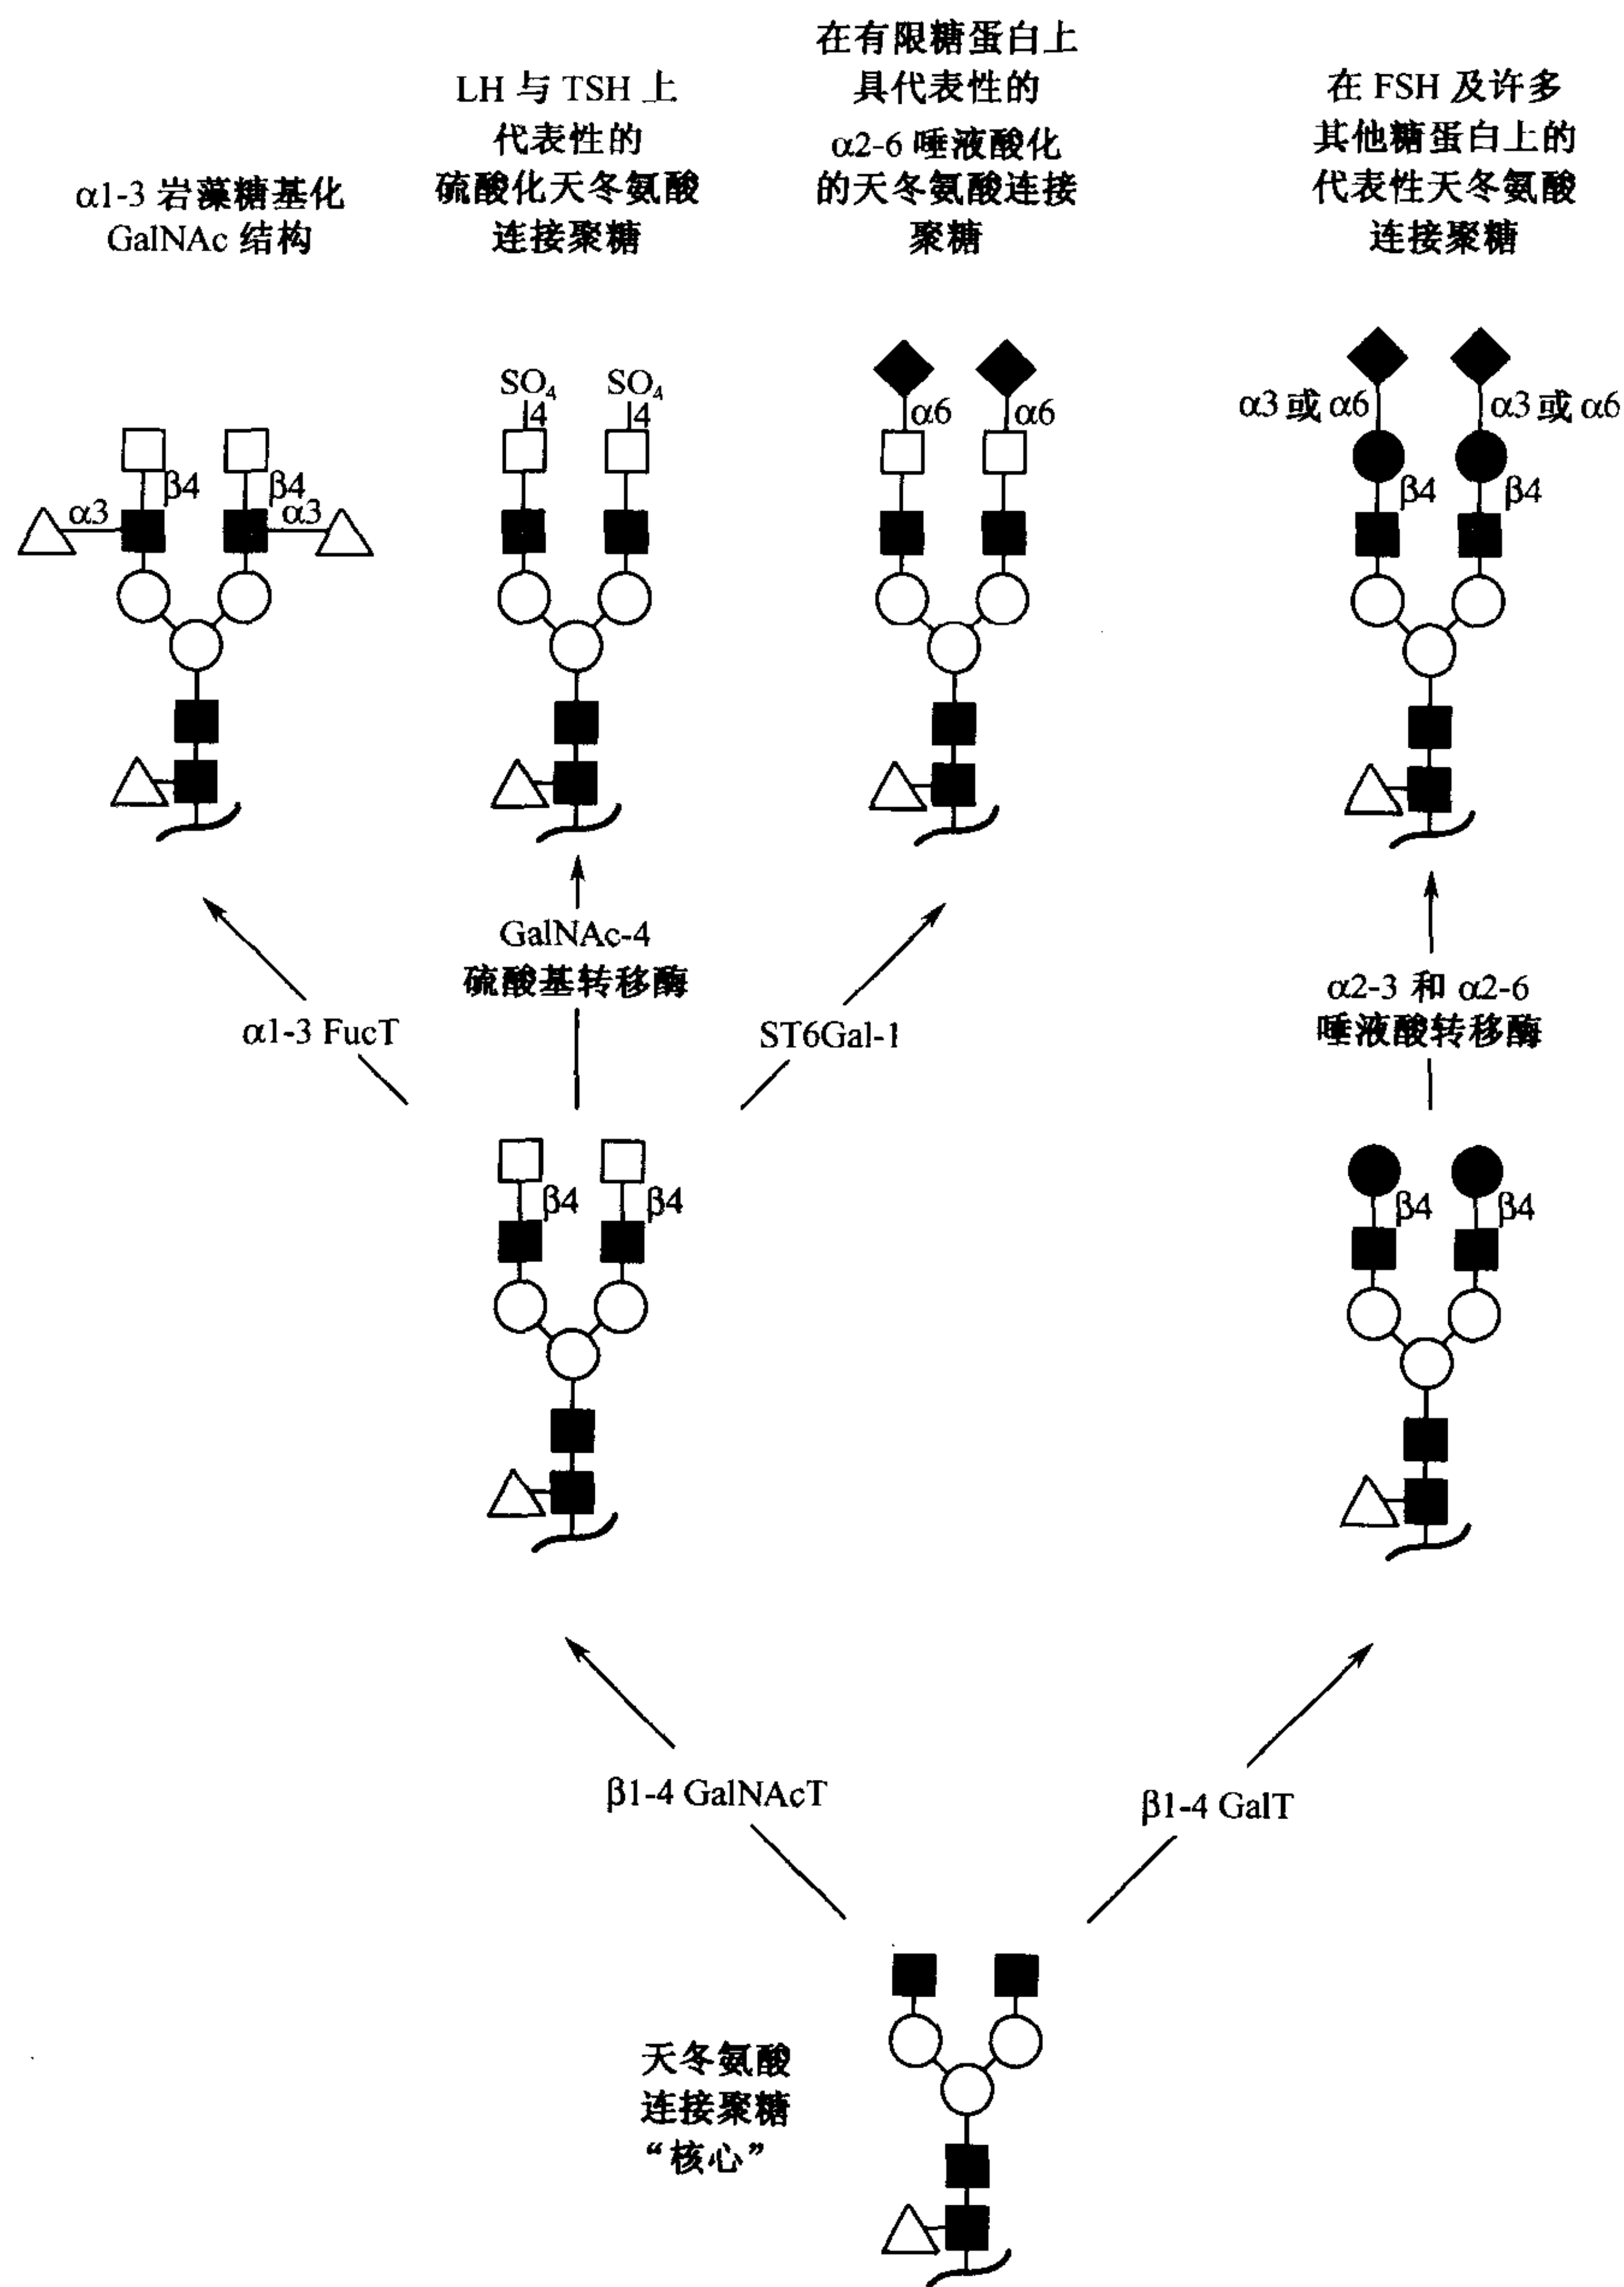 α1-3 岩藻糖基化
GalNAc 结构
LH 与 TSH 上
代表性的
硫酸化天冬氨酸
连接聚糖
在有限糖蛋白上
具代表性的
α2-6 唾液酸化
的天冬氨酸连接
聚糖
在 FSH 及许多
其他糖蛋白上的
代表性天冬氨酸
连接聚糖
SO₄ SO₄
4 4
α6 α6
α3 或 α6 α3 或 α6
β4 β4
α3 α3
β4 β4
GalNAc-4
硫酸基转移酶
α1-3 FucT
ST6Gal-1
α2-3 和 α2-6
唾液酸转移酶
β4 β4
β4 β4
β1-4 GalNAcT
β1-4 GalT
天冬氨酸
连接聚糖
“核心”